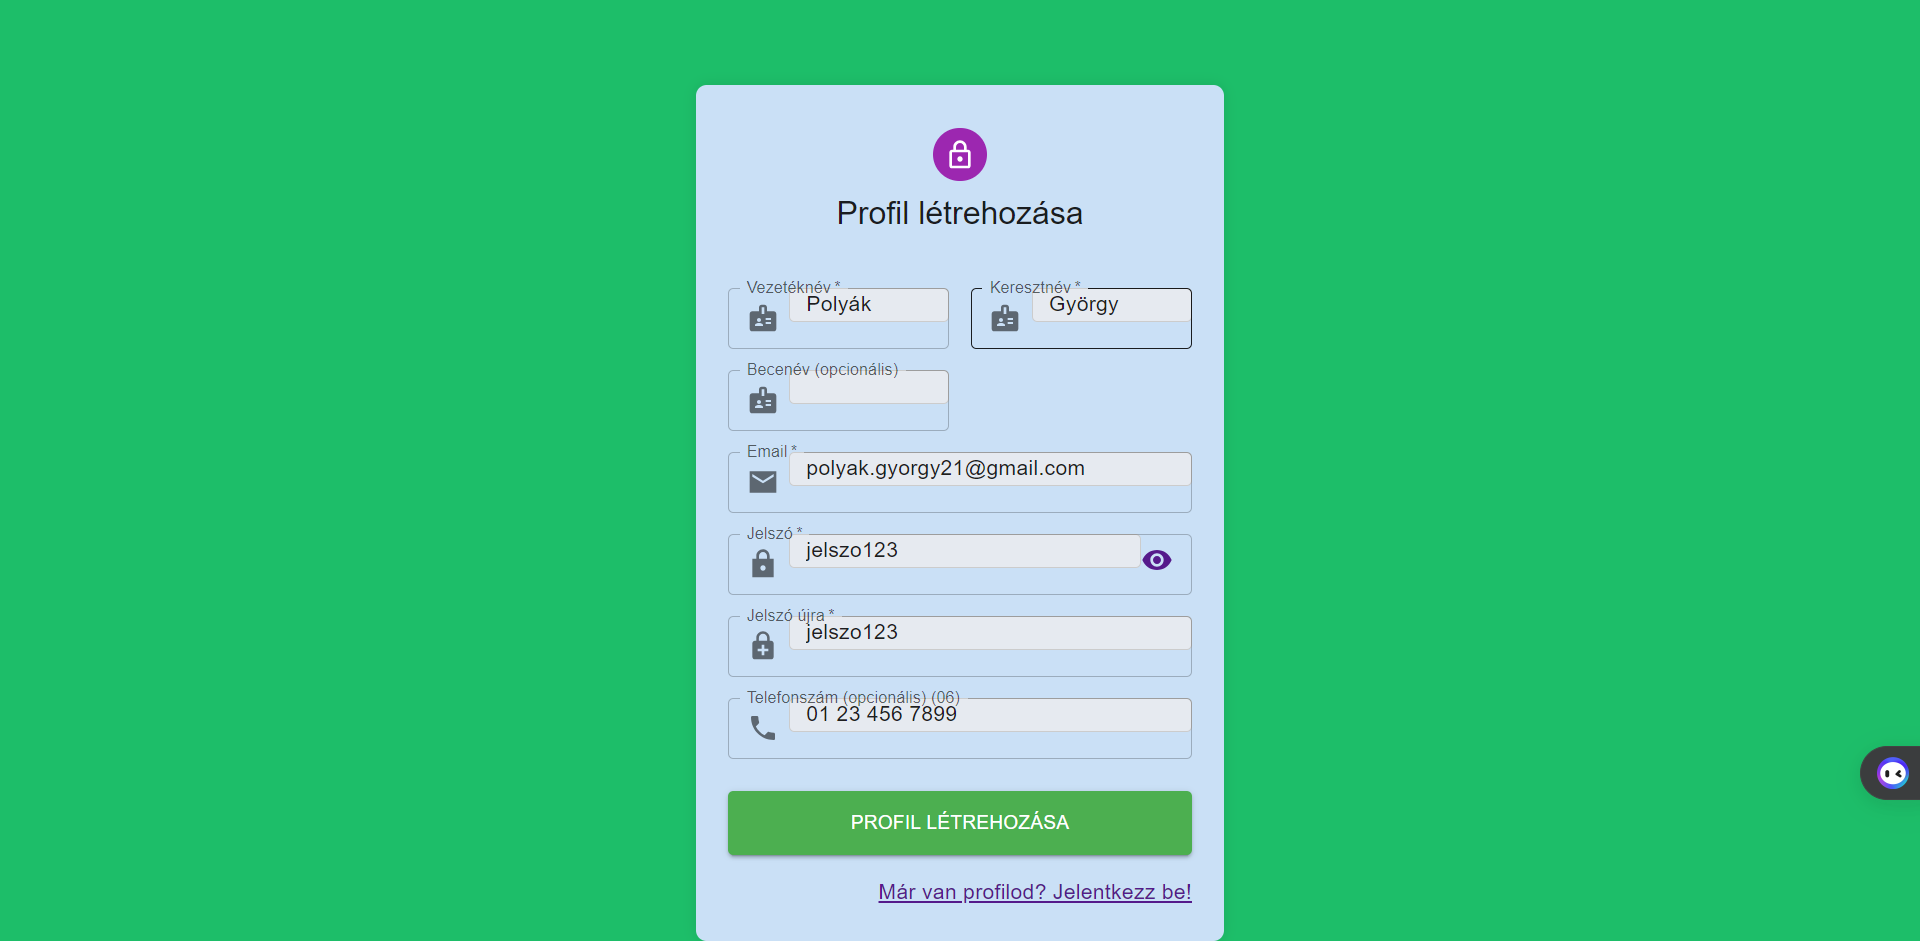 Profil létrehozása
Vezetéknév *
Polyák
Keresztnév *
György
Becenév (opcionális)
Email *
polyak.gyorgy21@gmail.com
Jelszó *
jelszo123
Jelszó újra *
jelszo123
Telefonszám (opcionális) (06)
01 23 456 7899
PROFIL LÉTREHOZÁSA
Már van profilod? Jelentkezz be!